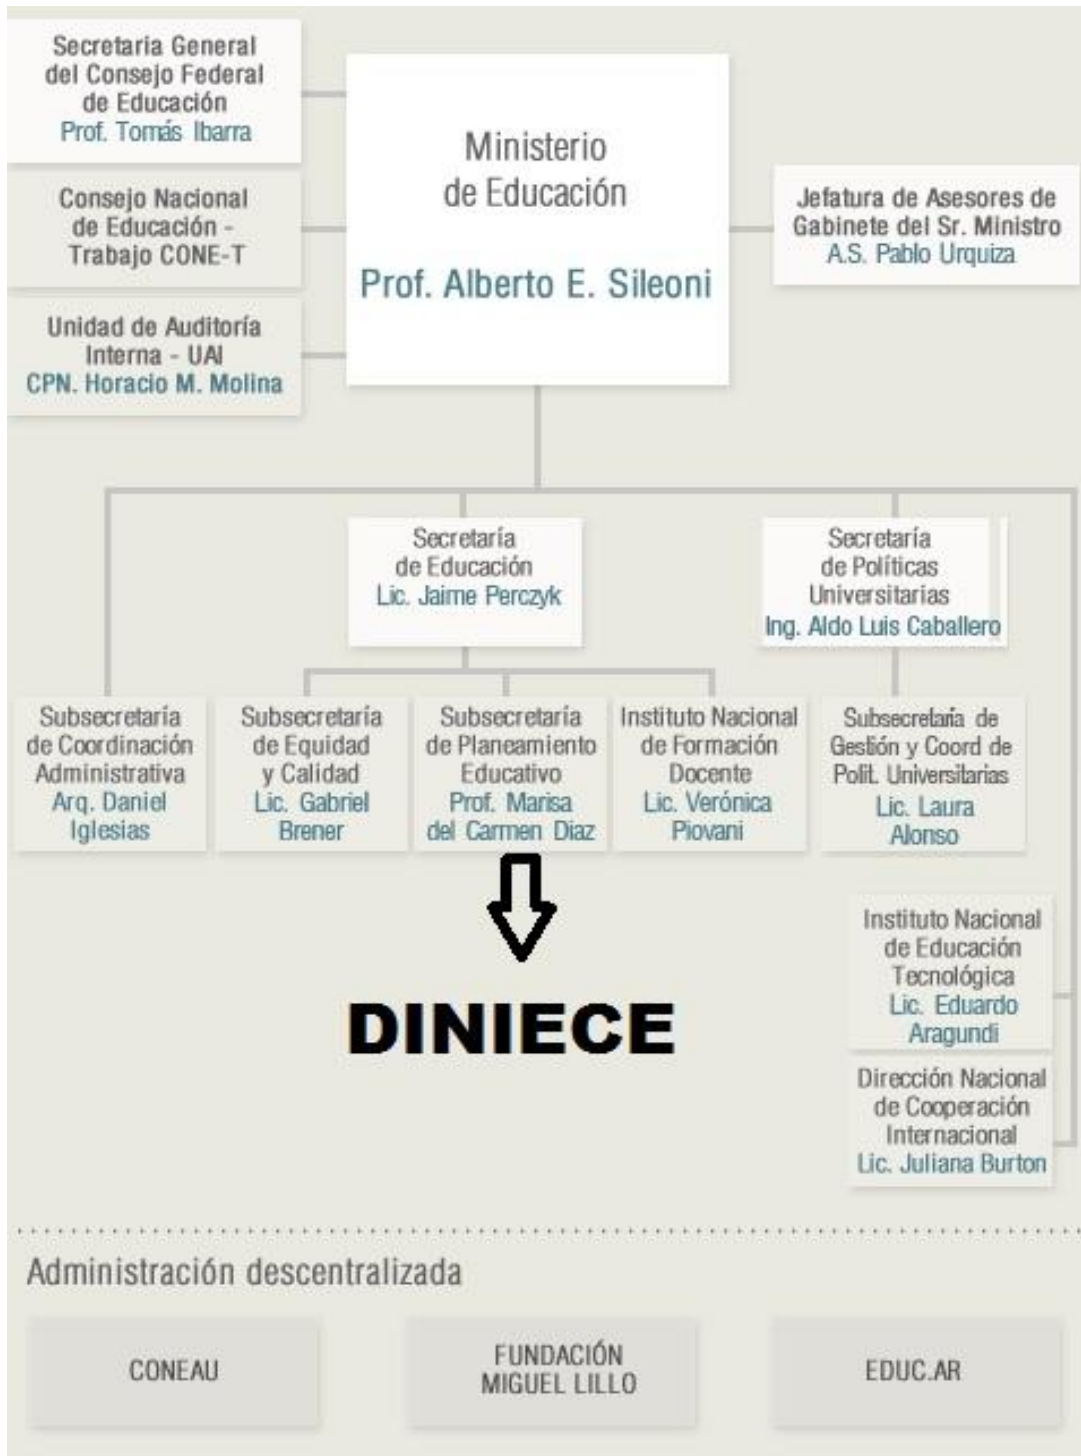 Secretaria General
del Consejo Federal
de Educación
Prof. Tomás Ibarra
Consejo Nacional
de Educación -
Trabajo CONE-T
Unidad de Auditoría
Interna - UAI
CPN. Horacio M. Molina
Ministerio
de Educación
Prof. Alberto E. Sileoni
Jefatura de Asesores de
Gabinete del Sr. Ministro
A.S. Pablo Urquiza
Secretaría
de Educación
Lic. Jaime Perczyk
Secretaría
de Políticas
Universitarias
Ing. Aldo Luis Caballero
Subsecretaría
de Coordinación
Administrativa
Arq. Daniel
Iglesias
Subsecretaría
de Equidad
y Calidad
Lic. Gabriel
Brener
Subsecretaría
de Planeamiento
Educativo
Prof. Marisa
del Carmen Diaz
Instituto Nacional
de Formación
Docente
Lic. Verónica
Piovani
Subsecretaría de
Gestión y Coord de
Polit. Universitarias
Lic. Laura
Alonso
DINIECE
Instituto Nacional
de Educación
Tecnológica
Lic. Eduardo
Aragundi
Dirección Nacional
de Cooperación
Internacional
Lic. Juliana Burton
Administración descentralizada
CONEAU
FUNDACIÓN
MIGUEL LILLO
EDUC.AR